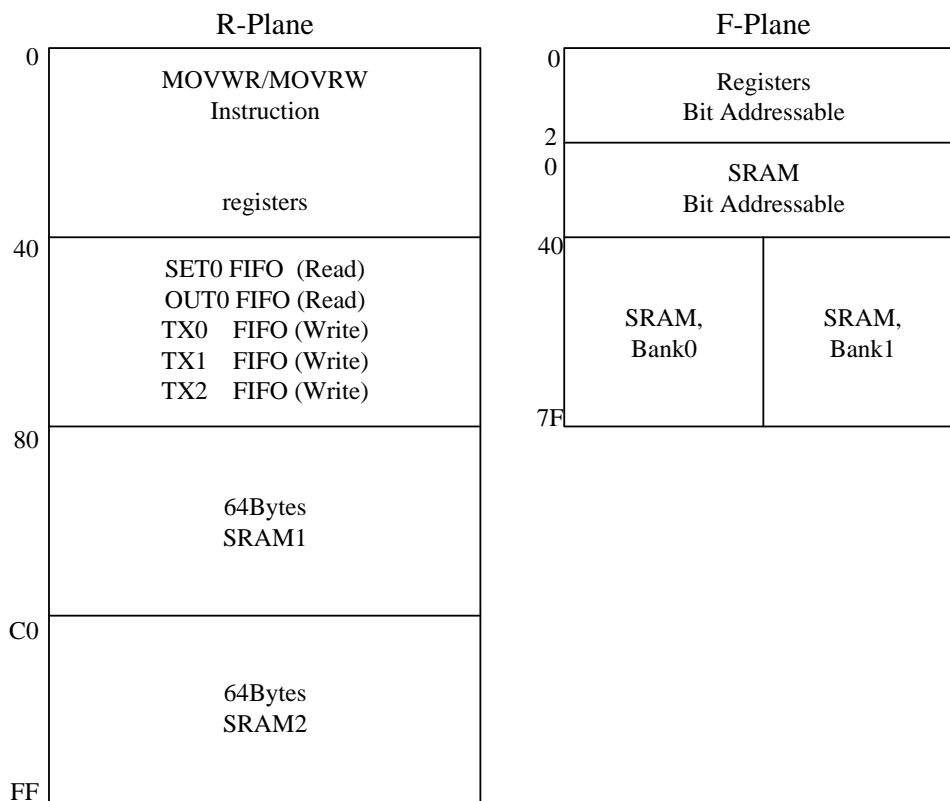 R-Plane
0
MOVWR/MOVRW
Instruction
registers
40
SET0 FIFO (Read)
OUT0 FIFO (Read)
TX0 FIFO (Write)
TX1 FIFO (Write)
TX2 FIFO (Write)
80
64Bytes
SRAM1
C0
64Bytes
SRAM2
FF
F-Plane
0
Registers
Bit Addressable
2
0
SRAM
Bit Addressable
40
SRAM,
Bank0
SRAM,
Bank1
7F